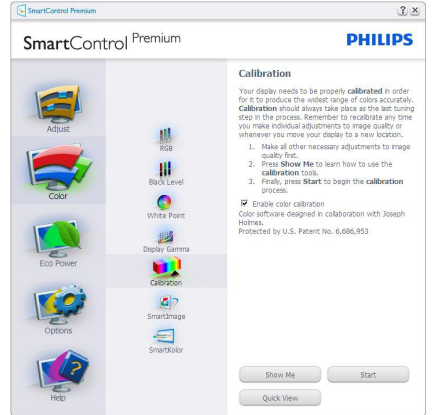 SmartControl Premium
SmartControl Premium
PHILIPS
Adjust
Color
Eco Power
Options
Help
RGB
Black Level
White Point
Display Gamma
Calibration
SmartImage
SmartKolor
Calibration
Your display needs to be properly calibrated in order
for it to produce the widest range of colors accurately.
Calibration should always take place as the last tuning
step in the process. Remember to recalibrate any time
you make individual adjustments to image quality or
whenever you move your display to a new location.
1. Make all other necessary adjustments to image
quality first.
2. Press Show Me to learn how to use the
calibration tools.
3. Finally, press Start to begin the calibration
process.
Enable color calibration
Color software designed in collaboration with Joseph
Holmes.
Protected by U.S. Patent No. 6,686,953
Show Me
Start
Quick View